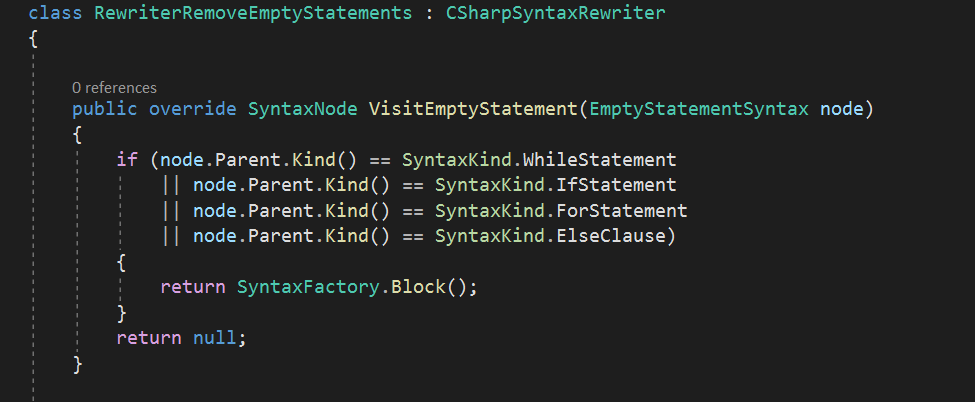 class RewriterRemoveEmptyStatements : CSharpSyntaxRewriter
{
0 references
public override SyntaxNode VisitEmptyStatement(EmptyStatementSyntax node)
{
if (node.Parent.Kind() == SyntaxKind.WhileStatement
|| node.Parent.Kind() == SyntaxKind.IfStatement
|| node.Parent.Kind() == SyntaxKind.ForStatement
|| node.Parent.Kind() == SyntaxKind.ElseClause)
{
return SyntaxFactory.Block();
}
return null;
}